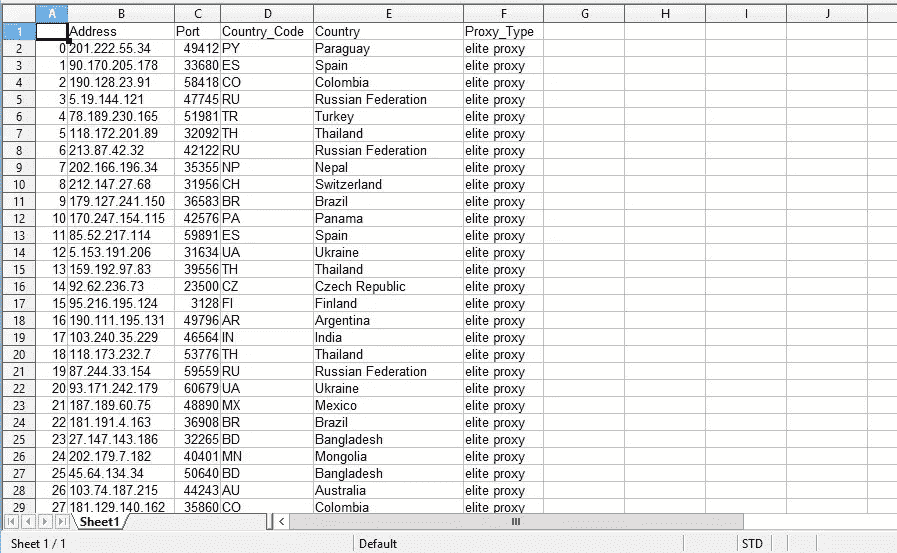 A B C D E F G H I J
1 Address Port Country_Code Country Proxy_Type
2 0 201.222.55.34 49412 PY Paraguay elite proxy
3 1 90.170.205.178 33680 ES Spain elite proxy
4 2 190.128.23.91 58418 CO Colombia elite proxy
5 3 5.19.144.121 47745 RU Russian Federation elite proxy
6 4 78.189.230.165 51981 TR Turkey elite proxy
7 5 118.172.201.89 32092 TH Thailand elite proxy
8 6 213.87.42.32 42122 RU Russian Federation elite proxy
9 7 202.166.196.34 35355 NP Nepal elite proxy
10 8 212.147.27.68 31956 CH Switzerland elite proxy
11 9 179.127.241.150 36583 BR Brazil elite proxy
12 10 170.247.154.115 42576 PA Panama elite proxy
13 11 85.52.217.114 59891 ES Spain elite proxy
14 12 5.153.191.206 31634 UA Ukraine elite proxy
15 13 159.192.97.83 39556 TH Thailand elite proxy
16 14 92.62.236.73 23500 CZ Czech Republic elite proxy
17 15 95.216.195.124 3128 FI Finland elite proxy
18 16 190.111.195.131 49796 AR Argentina elite proxy
19 17 103.240.35.229 46564 IN India elite proxy
20 18 118.173.232.7 53776 TH Thailand elite proxy
21 19 87.244.33.154 59559 RU Russian Federation elite proxy
22 20 93.171.242.179 60679 UA Ukraine elite proxy
23 21 187.189.60.75 48890 MX Mexico elite proxy
24 22 181.191.4.163 36908 BR Brazil elite proxy
25 23 27.147.143.186 32265 BD Bangladesh elite proxy
26 24 202.179.7.182 40401 MN Mongolia elite proxy
27 25 45.64.134.34 50640 BD Bangladesh elite proxy
28 26 103.74.187.215 44243 AU Australia elite proxy
29 27 181.129.140.162 35860 CO Colombia elite proxy
Sheet1
Sheet 1 / 1 Default STD